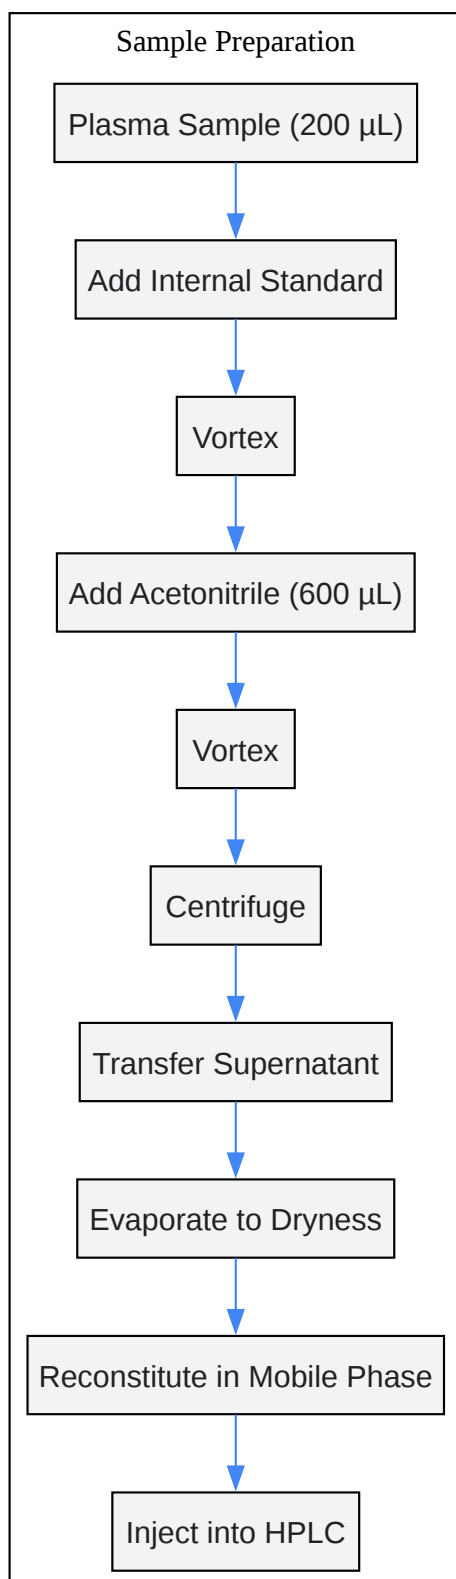 Sample Preparation
Plasma Sample (200 µL)
Add Internal Standard
Vortex
Add Acetonitrile (600 µL)
Vortex
Centrifuge
Transfer Supernatant
Evaporate to Dryness
Reconstitute in Mobile Phase
Inject into HPLC